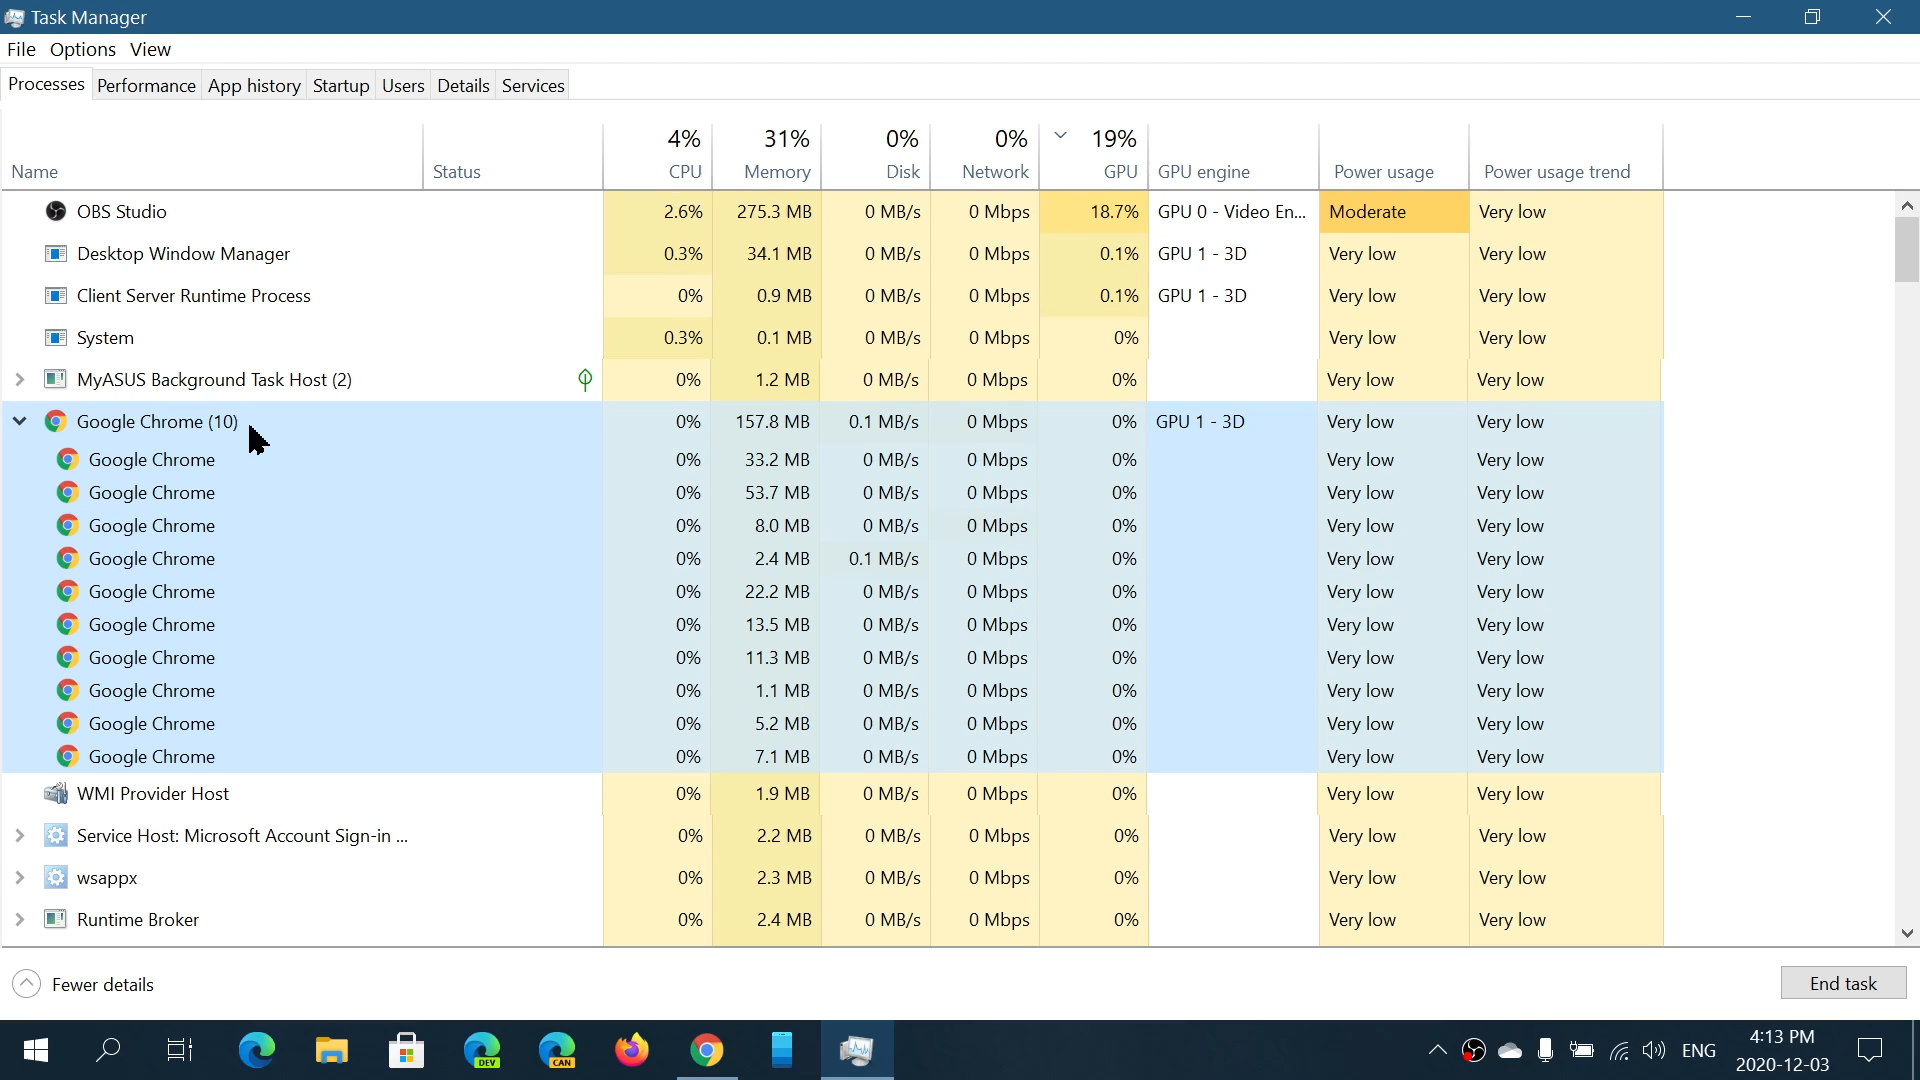 Task Manager
File Options View
Processes Performance App history Startup Users Details Services
4% 31% 0% 0% 19%
Name Status CPU Memory Disk Network GPU GPU engine Power usage Power usage trend
OBS Studio 2.6% 275.3 MB 0 MB/s 0 Mbps 18.7% GPU 0 - Video En... Moderate Very low
Desktop Window Manager 0.3% 34.1 MB 0 MB/s 0 Mbps 0.1% GPU 1 - 3D Very low Very low
Client Server Runtime Process 0% 0.9 MB 0 MB/s 0 Mbps 0.1% GPU 1 - 3D Very low Very low
System 0.3% 0.1 MB 0 MB/s 0 Mbps 0% Very low Very low
MyASUS Background Task Host (2) 0% 1.2 MB 0 MB/s 0 Mbps 0% Very low Very low
Google Chrome (10) 0% 157.8 MB 0.1 MB/s 0 Mbps 0% GPU 1 - 3D Very low Very low
Google Chrome 0% 33.2 MB 0 MB/s 0 Mbps 0% Very low Very low
Google Chrome 0% 53.7 MB 0 MB/s 0 Mbps 0% Very low Very low
Google Chrome 0% 8.0 MB 0 MB/s 0 Mbps 0% Very low Very low
Google Chrome 0% 2.4 MB 0.1 MB/s 0 Mbps 0% Very low Very low
Google Chrome 0% 22.2 MB 0 MB/s 0 Mbps 0% Very low Very low
Google Chrome 0% 13.5 MB 0 MB/s 0 Mbps 0% Very low Very low
Google Chrome 0% 11.3 MB 0 MB/s 0 Mbps 0% Very low Very low
Google Chrome 0% 1.1 MB 0 MB/s 0 Mbps 0% Very low Very low
Google Chrome 0% 5.2 MB 0 MB/s 0 Mbps 0% Very low Very low
Google Chrome 0% 7.1 MB 0 MB/s 0 Mbps 0% Very low Very low
WMI Provider Host 0% 1.9 MB 0 MB/s 0 Mbps 0% Very low Very low
Service Host: Microsoft Account Sign-in ... 0% 2.2 MB 0 MB/s 0 Mbps 0% Very low Very low
wsappx 0% 2.3 MB 0 MB/s 0 Mbps 0% Very low Very low
Runtime Broker 0% 2.4 MB 0 MB/s 0 Mbps 0% Very low Very low
Fewer details End task
DEV CAN ENG 4:13 PM
2020-12-03